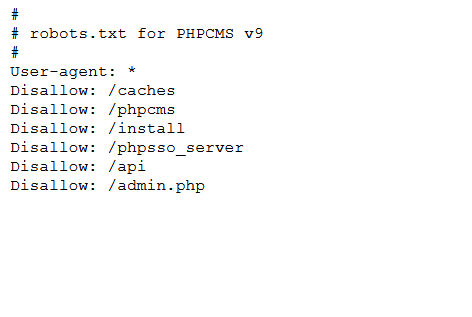 #
# robots.txt for PHPCMS v9
#
User-agent: *
Disallow: /caches
Disallow: /phpcms
Disallow: /install
Disallow: /phpsso_server
Disallow: /api
Disallow: /admin.php